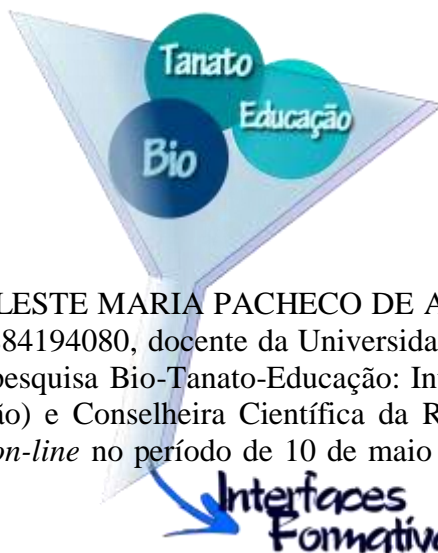 Tanato
Educação
Bio
LESTE MARIA PACHECO DE A
84194080, docente da Universida
pesquisa Bio-Tanato-Educação: In
ão) e Conselheira Científica da R
on-line no período de 10 de maio
Interfaces
Formativ